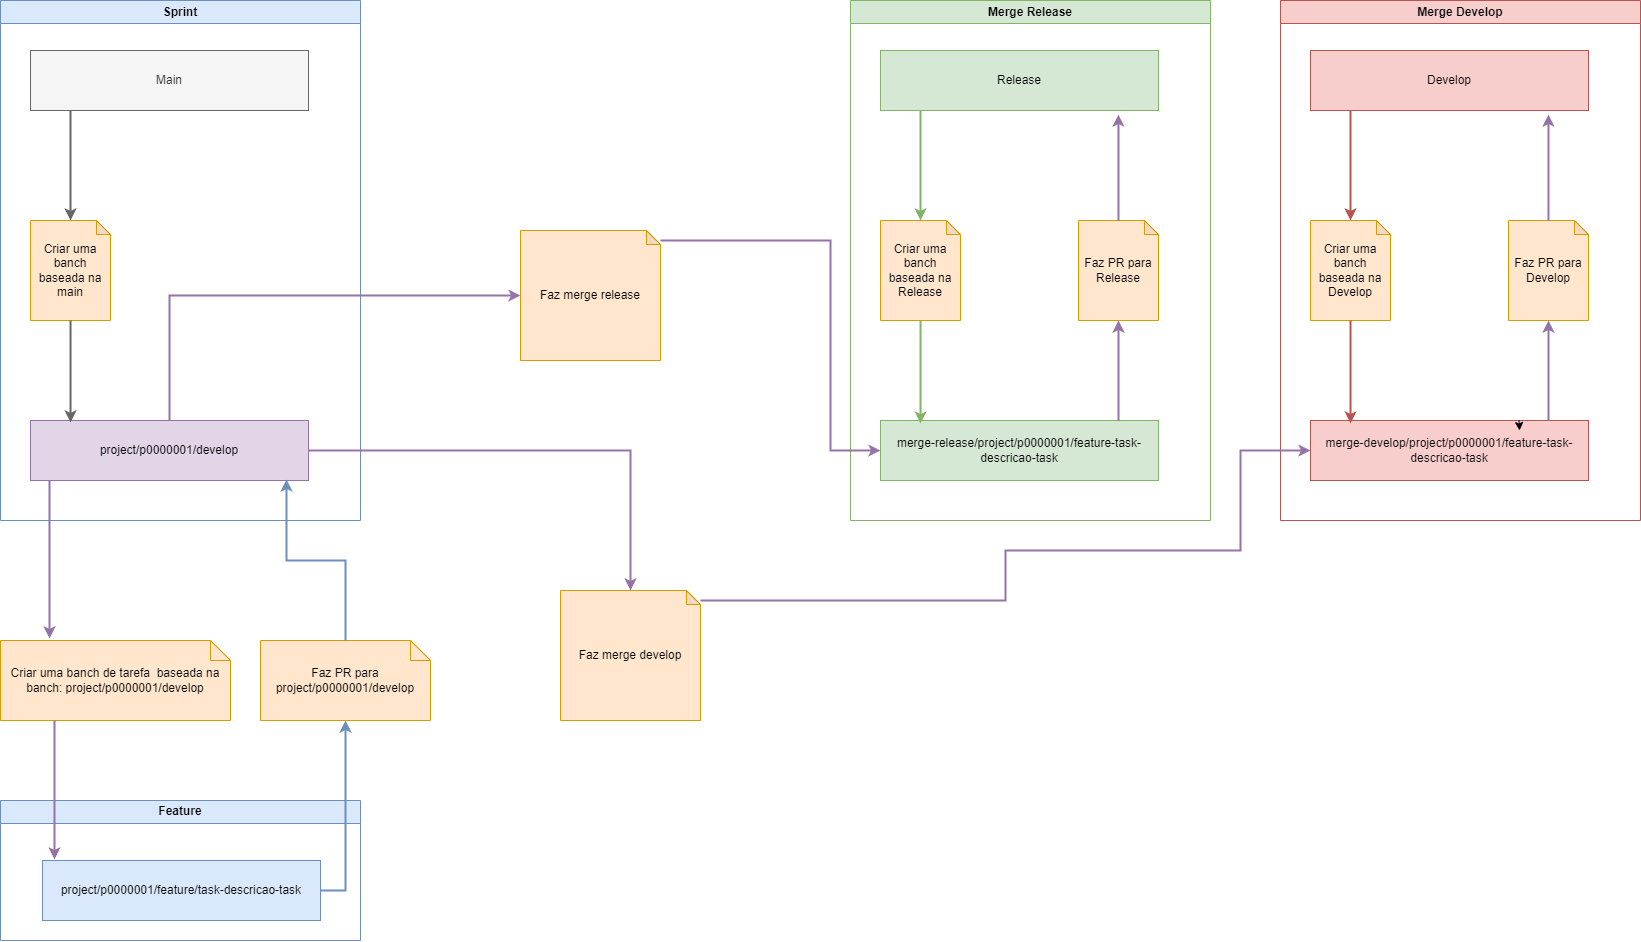 Sprint
Main
Criar uma
banch
baseada na
main
project/p0000001/develop
Criar uma banch de tarefa  baseada na
banch: project/p0000001/develop
Faz PR para
project/p0000001/develop
Feature
project/p0000001/feature/task-descricao-task
Faz merge release
Faz merge develop
Merge Release
Release
Criar uma
banch
baseada na
Release
Faz PR para
Release
merge-release/project/p0000001/feature-task-
descricao-task
Merge Develop
Develop
Criar uma
banch
baseada na
Develop
Faz PR para
Develop
merge-develop/project/p0000001/feature-task-
descricao-task